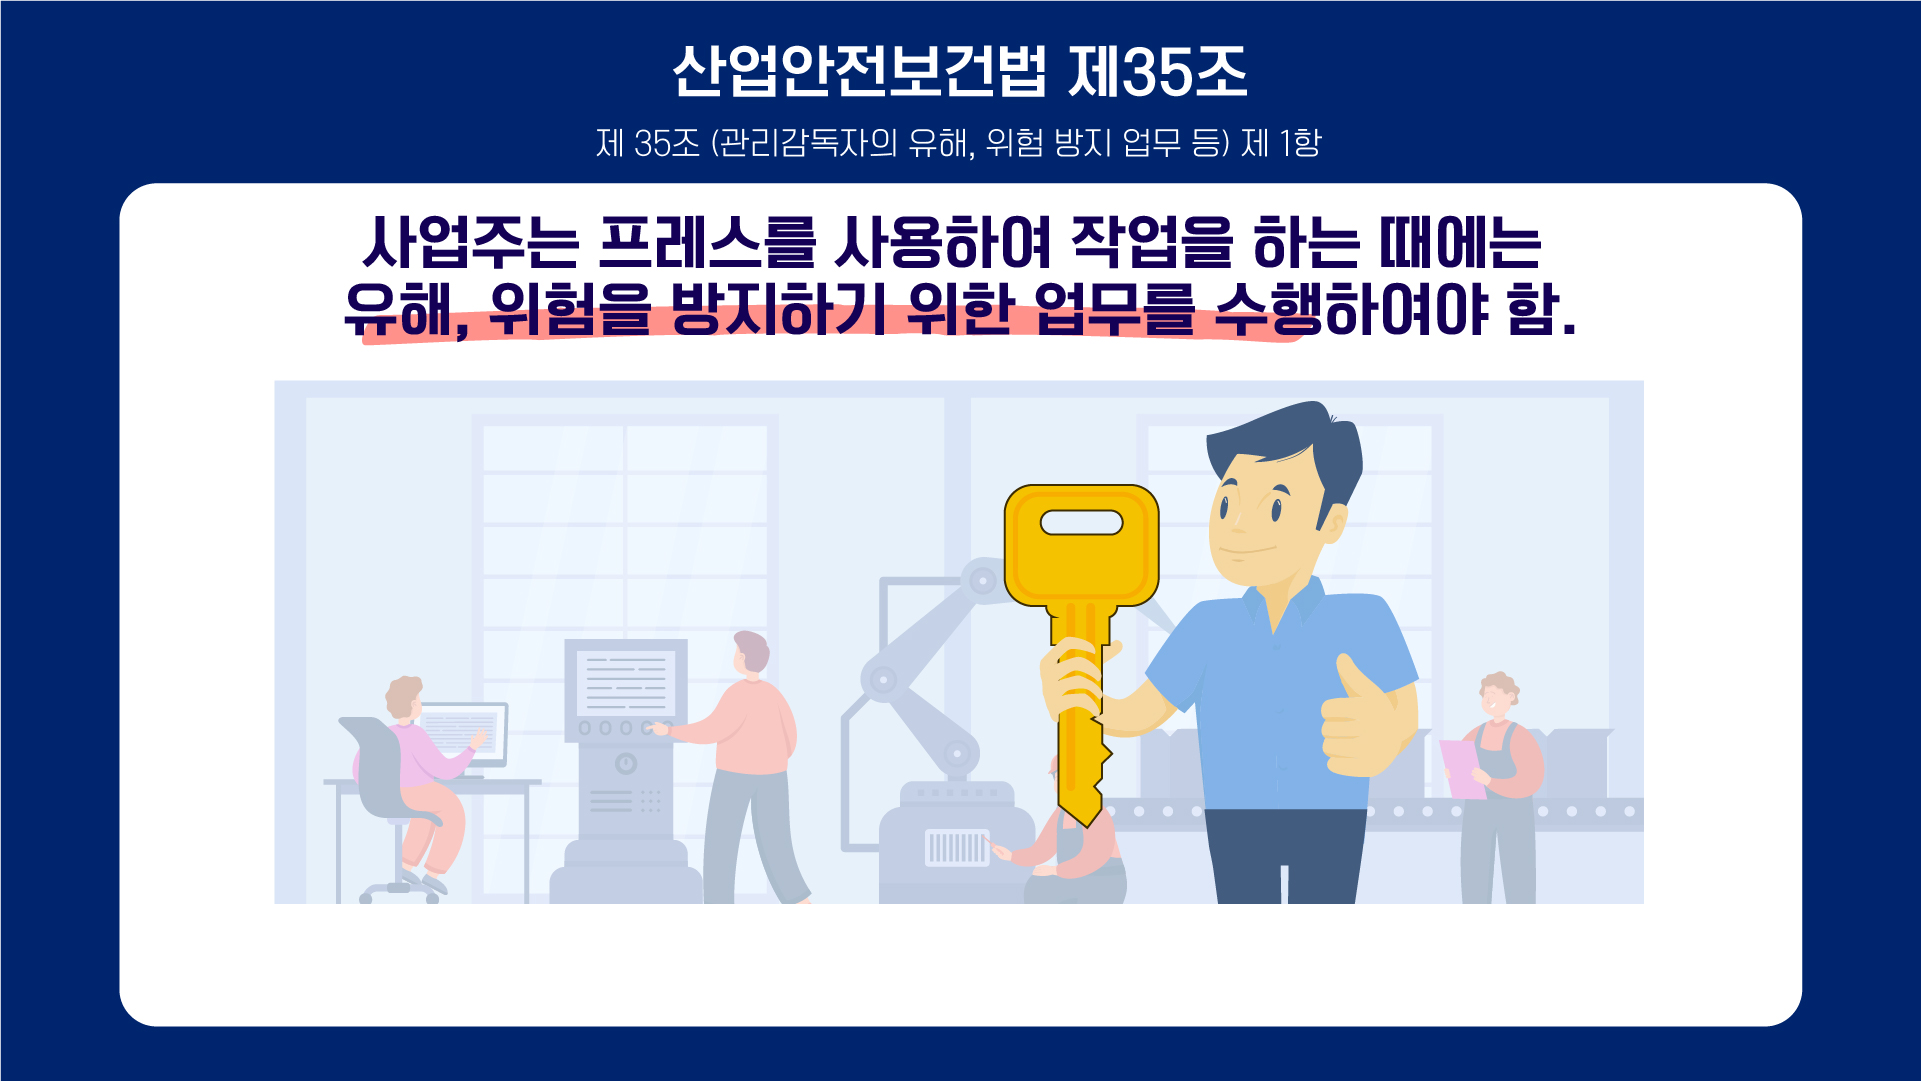 산업안전보건법 제35조
제 35조 (관리감독자의 유해, 위험 방지 업무 등) 제 1항
사업주는 프레스를 사용하여 작업을 하는 때에는
유해, 위험을 방지하기 위한 업무를 수행하여야 함.